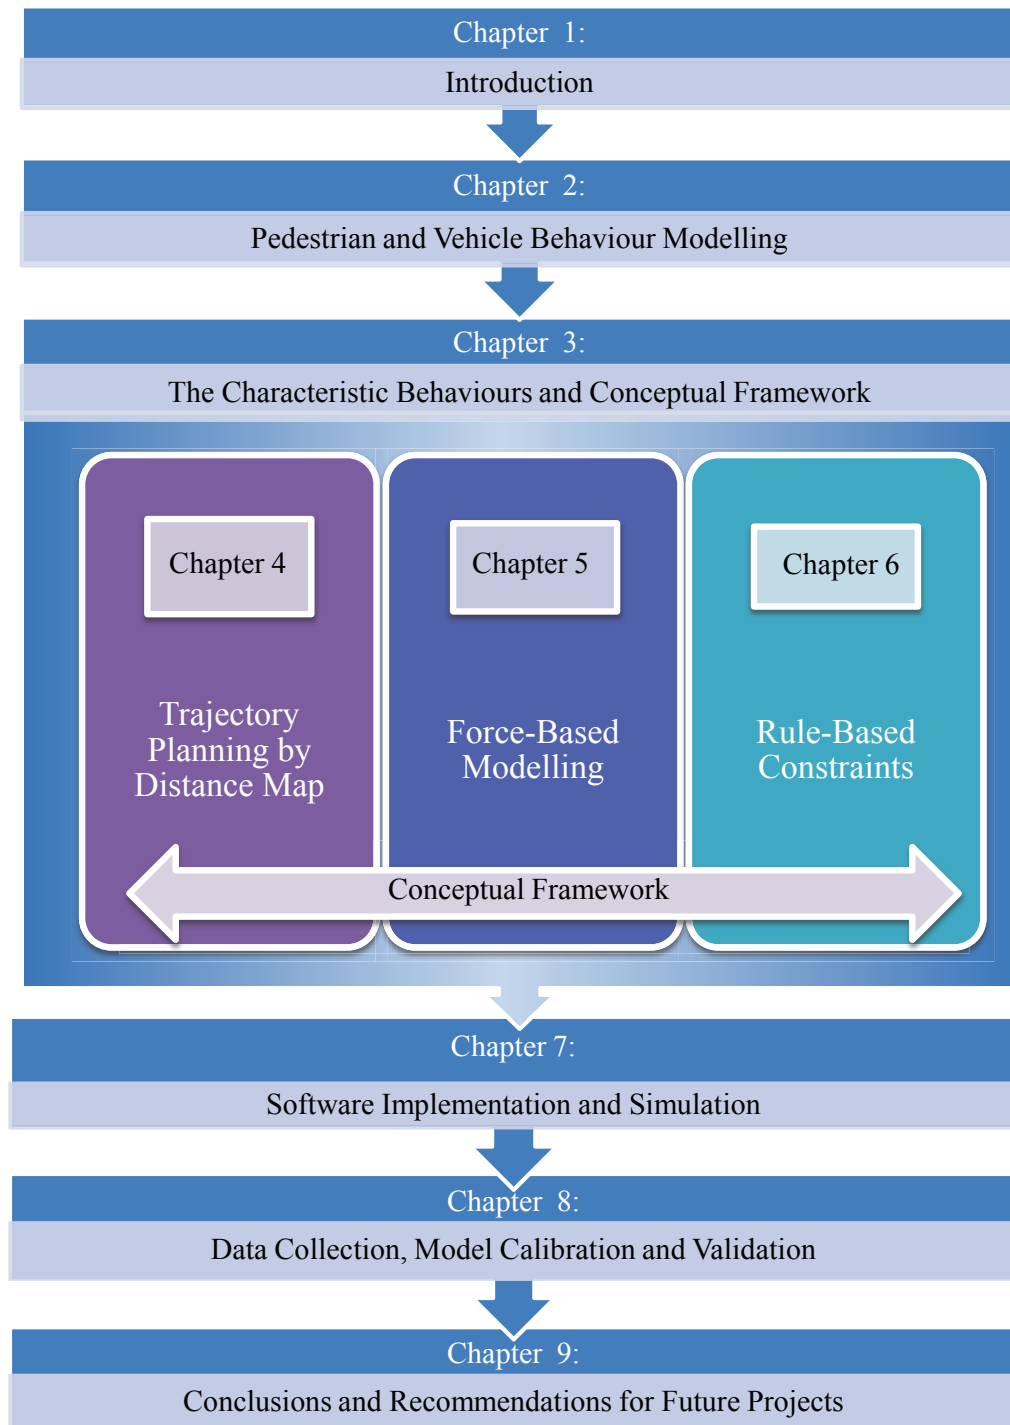 Chapter 1:
Introduction
Chapter 2:
Pedestrian and Vehicle Behaviour Modelling
Chapter 3:
The Characteristic Behaviours and Conceptual Framework
Chapter 4
Trajectory
Planning by
Distance Map
Chapter 5
Force-Based
Modelling
Chapter 6
Rule-Based
Constraints
Conceptual Framework
Chapter 7:
Software Implementation and Simulation
Chapter 8:
Data Collection, Model Calibration and Validation
Chapter 9:
Conclusions and Recommendations for Future Projects